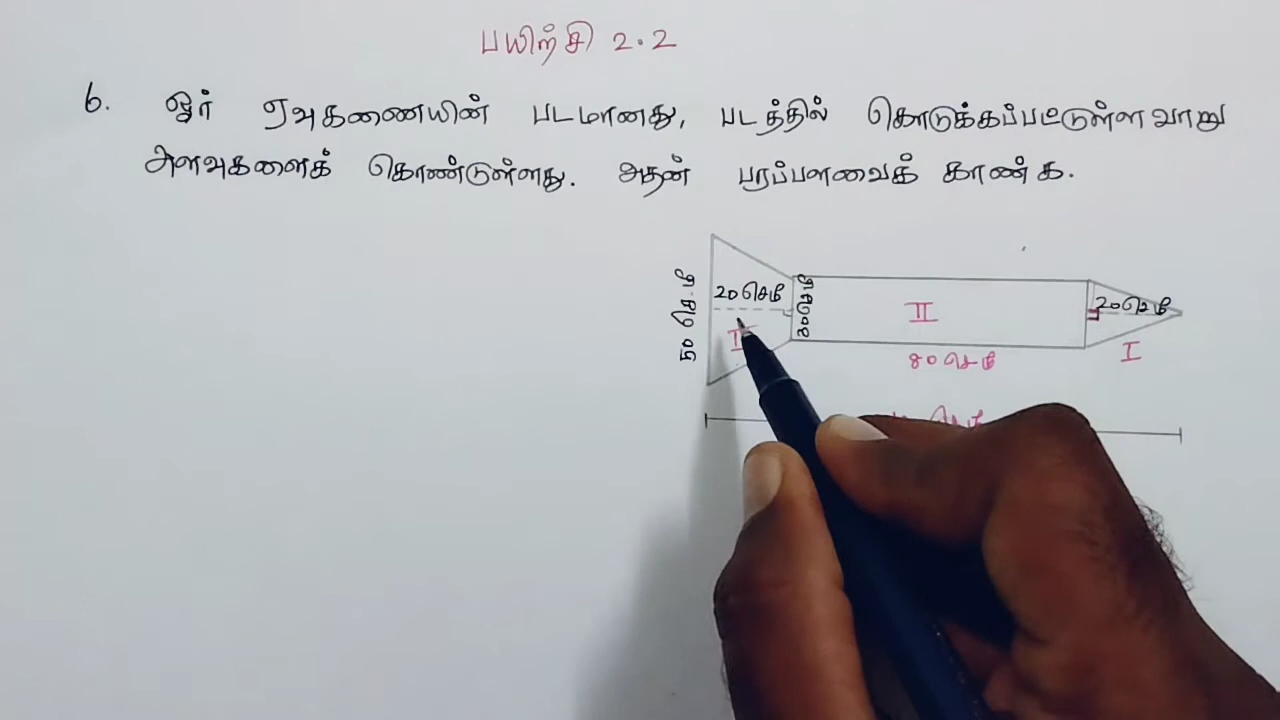 பயிற்சி 2.2
6. ஓர் ஏவுகணையின் படமானது, படத்தில் கொடுக்கப்பட்டுள்ளவாறு
அளவுகளைக் கொண்டுள்ளது. அதன் பரப்பளவைக் காண்க.
50 செ.மீ
20 செமீ
30 செமீ
II
20 செமீ
80 செமீ
I